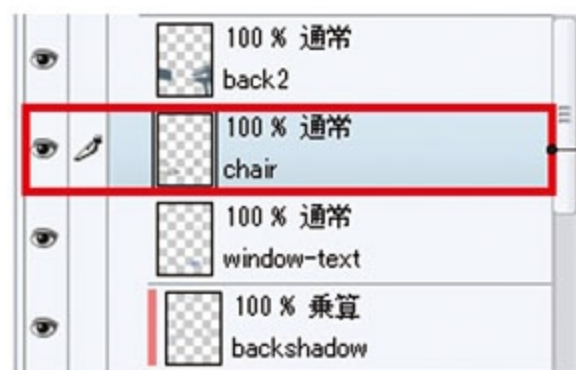 100 % 通常
back2
100 % 通常
chair
100 % 通常
window-text
100 % 乗算
backshadow